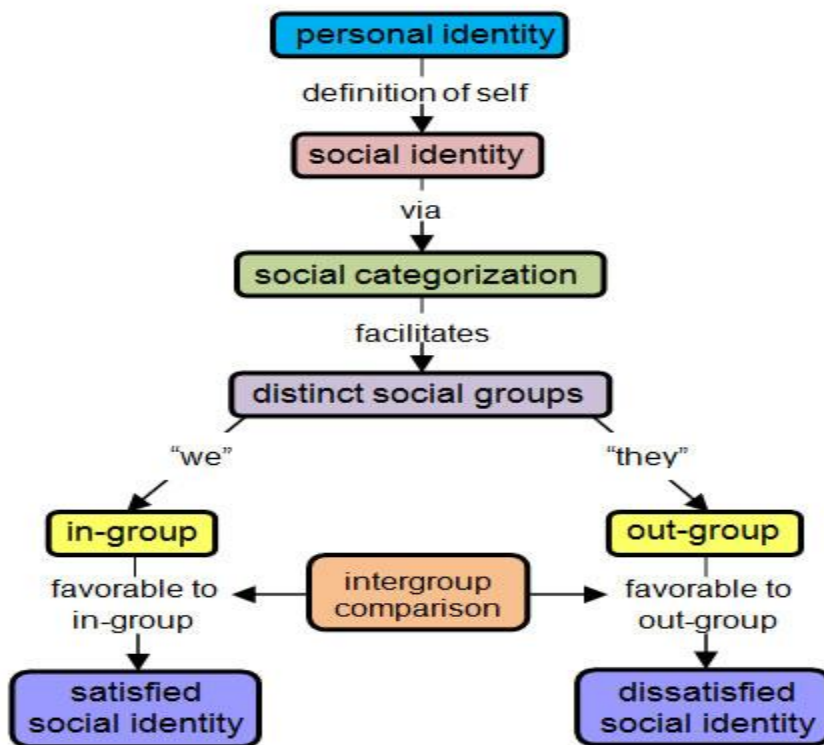 personal identity
definition of self
social identity
via
social categorization
facilitates
distinct social groups
“we”
“they”
in-group
out-group
favorable to
in-group
intergroup
comparison
favorable to
out-group
satisfied
social identity
dissatisfied
social identity